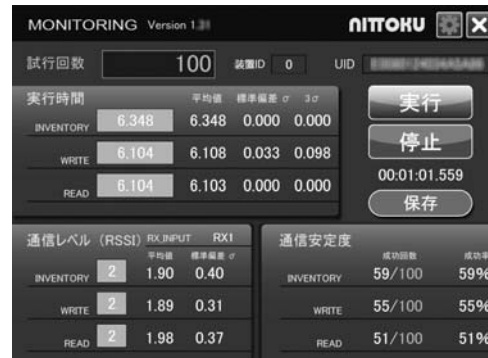 MONITORING Version 1.
NITTOKU
試行回数 100 装置ID 0 UID
実行時間 平均値 標準偏差 σ 3σ
INVENTORY 6.348 6.348 0.000 0.000
WRITE 6.104 6.108 0.033 0.098
READ 6.104 6.103 0.000 0.000
実行
停止
00:01:01.559
保存
通信レベル (RSSI) RX_INPUT RX1
平均値 標準偏差 σ
INVENTORY 2 1.90 0.40
WRITE 2 1.89 0.31
READ 2 1.98 0.37
通信安定度
成功回数 成功率
INVENTORY 59/100 59%
WRITE 55/100 55%
READ 51/100 51%